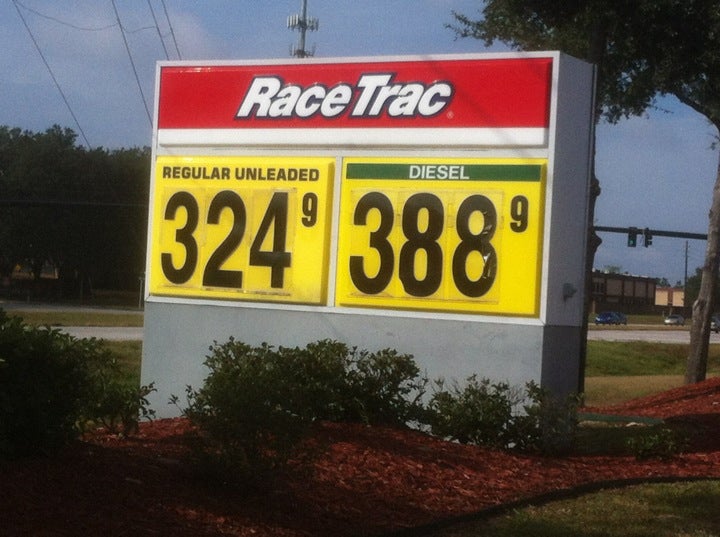 RaceTrac
REGULAR UNLEADED
324 9
DIESEL
388 9